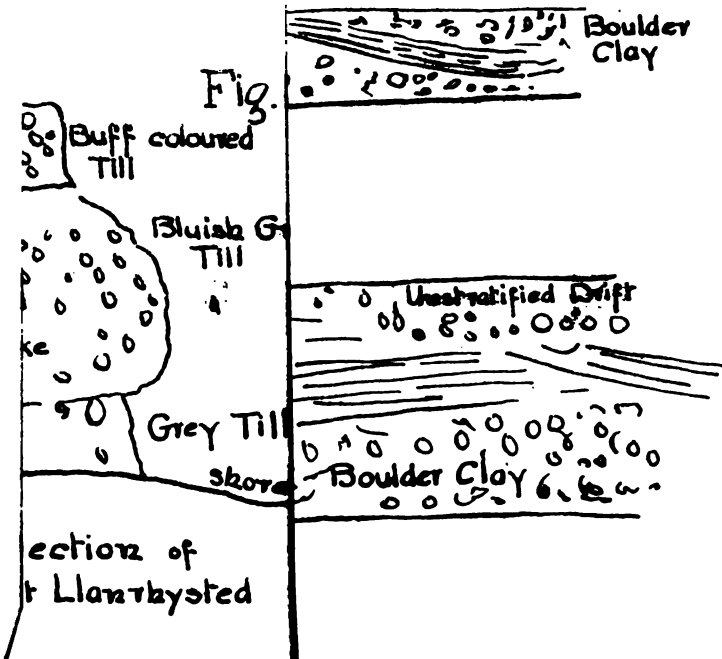 Boulder
Clay
Fig.
Buff coloured
Till
Bluish G
Till
Unstratified Drift
ke
Grey Till
shore
Boulder Clay
ection of
t Llanrhysted